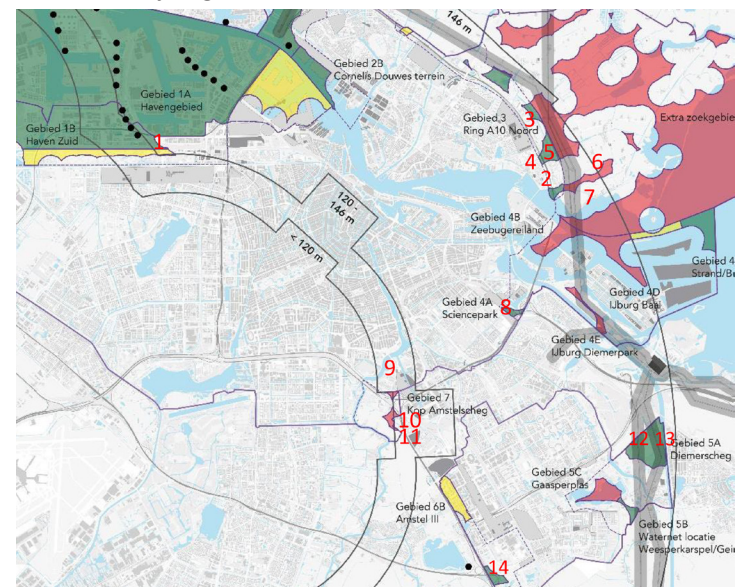 146 m
Gebied 2B
Cornelis Douwes terrein
Gebied 1A
Havengebied
Gebied 3
Ring A10 Noord
3
Extra zoekgebie
Gebied 1B
Haven Zuid
1
5
4
6
2
7
120 -
146 m
< 120 m
Gebied 4B
Zeeburgereiland
Gebied 4
Strand/Bu
Gebied 4D
IJburg Baai
Gebied 4A
Sciencepark
8
Gebied 4E
IJburg Diemerpark
9
Gebied 7
Kop Amstelscheg
10
11
12
13
Gebied 5A
Diemerscheg
Gebied 5C
Gaasperplas
Gebied 6B
Amstel III
Gebied 5B
Waternet locatie
Weesperkarspel/Gein
14